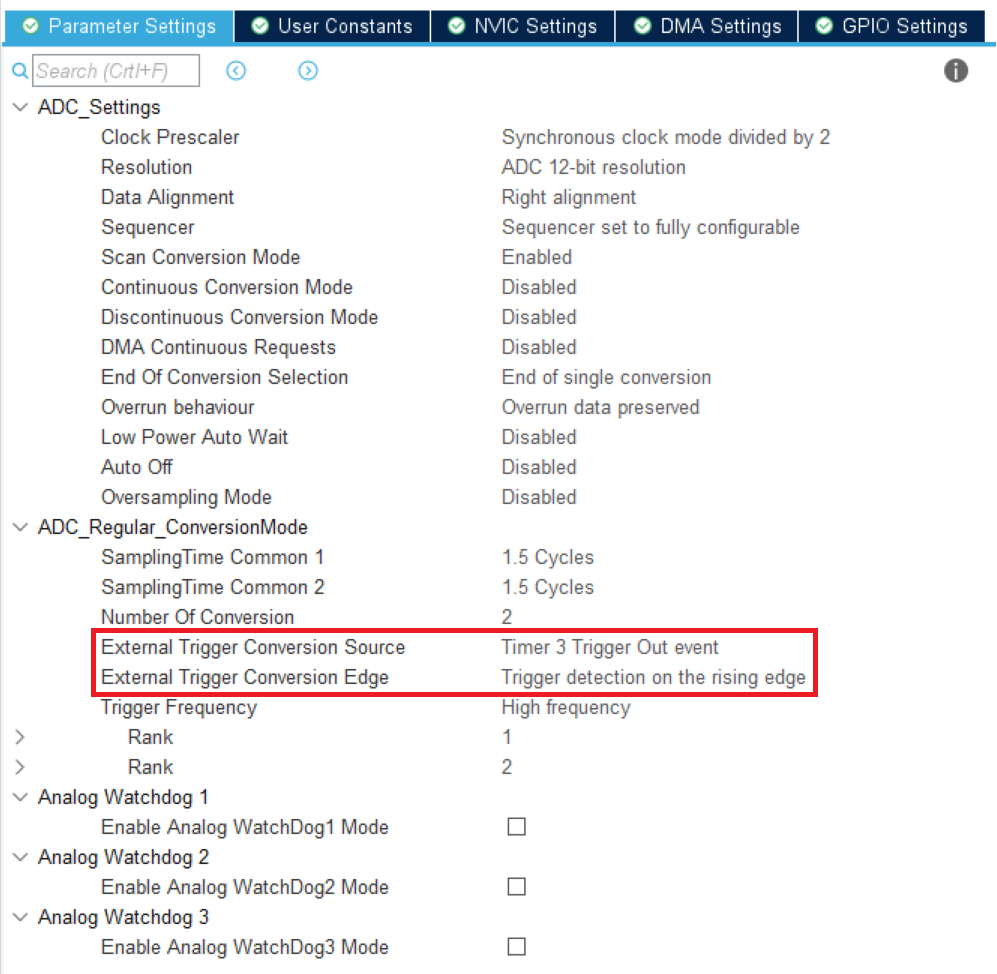 Parameter Settings User Constants NVIC Settings DMA Settings GPIO Settings
Search (Crtl+F) i
ADC_Settings
Clock Prescaler Synchronous clock mode divided by 2
Resolution ADC 12-bit resolution
Data Alignment Right alignment
Sequencer Sequencer set to fully configurable
Scan Conversion Mode Enabled
Continuous Conversion Mode Disabled
Discontinuous Conversion Mode Disabled
DMA Continuous Requests Disabled
End Of Conversion Selection End of single conversion
Overrun behaviour Overrun data preserved
Low Power Auto Wait Disabled
Auto Off Disabled
Oversampling Mode Disabled
ADC_Regular_ConversionMode
SamplingTime Common 1 1.5 Cycles
SamplingTime Common 2 1.5 Cycles
Number Of Conversion 2
External Trigger Conversion Source Timer 3 Trigger Out event
External Trigger Conversion Edge Trigger detection on the rising edge
Trigger Frequency High frequency
Rank 1
Rank 2
Analog Watchdog 1
Enable Analog WatchDog1 Mode
Analog Watchdog 2
Enable Analog WatchDog2 Mode
Analog Watchdog 3
Enable Analog WatchDog3 Mode